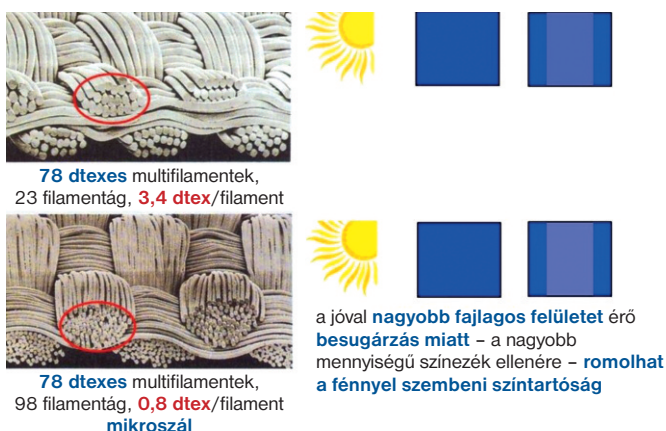 78 dtexes multifilamentek,
23 filamentág, 3,4 dtex/filament
78 dtexes multifilamentek,
98 filamentág, 0,8 dtex/filament
mikroszál
a jóval nagyobb fajlagos felületet érő
besugárzás miatt – a nagyobb
mennyiségű színezék ellenére – romolhat
a fénnyel szembeni színtartóság